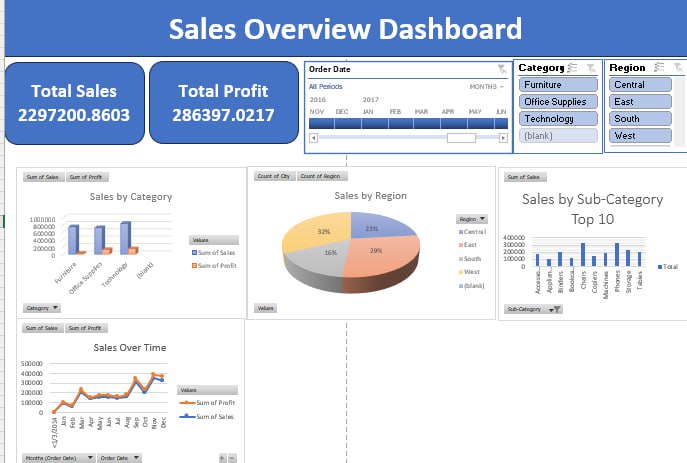 Sales Overview Dashboard
Total Sales
2297200.8603
Total Profit
286397.0217
Order Date
All Periods
MONTHS
2016 2017
NOV DEC JAN FEB MAR APR MAY JUN
Category
Furniture
Office Supplies
Technology
(blank)
Region
Central
East
South
West
Sum of Sales Sum of Profit
Sales by Category
1000000
800000
600000
400000
200000
0
Furniture
Office Supplies
Technology
(blank)
Values
Sum of Sales
Sum of Profit
Category
Count of City Count of Region
Sales by Region
23%
29%
16%
32%
Region
Central
East
South
West
(blank)
Values
Sum of Sales
Sales by Sub-Category
Top 10
400000
300000
200000
100000
0
Accesso..
Applian..
Binders
Bookca..
Chairs
Copiers
Machines
Phones
Storage
Tables
Total
Sub-Category
Sum of Sales Sum of Profit
Sales Over Time
500000
400000
300000
200000
100000
0
<1/3/2014
Jan
Feb
Mar
Apr
May
Jun
Jul
Aug
Sep
Oct
Nov
Dec
Values
Sum of Profit
Sum of Sales
Months (Order Date) Order Date
+ -